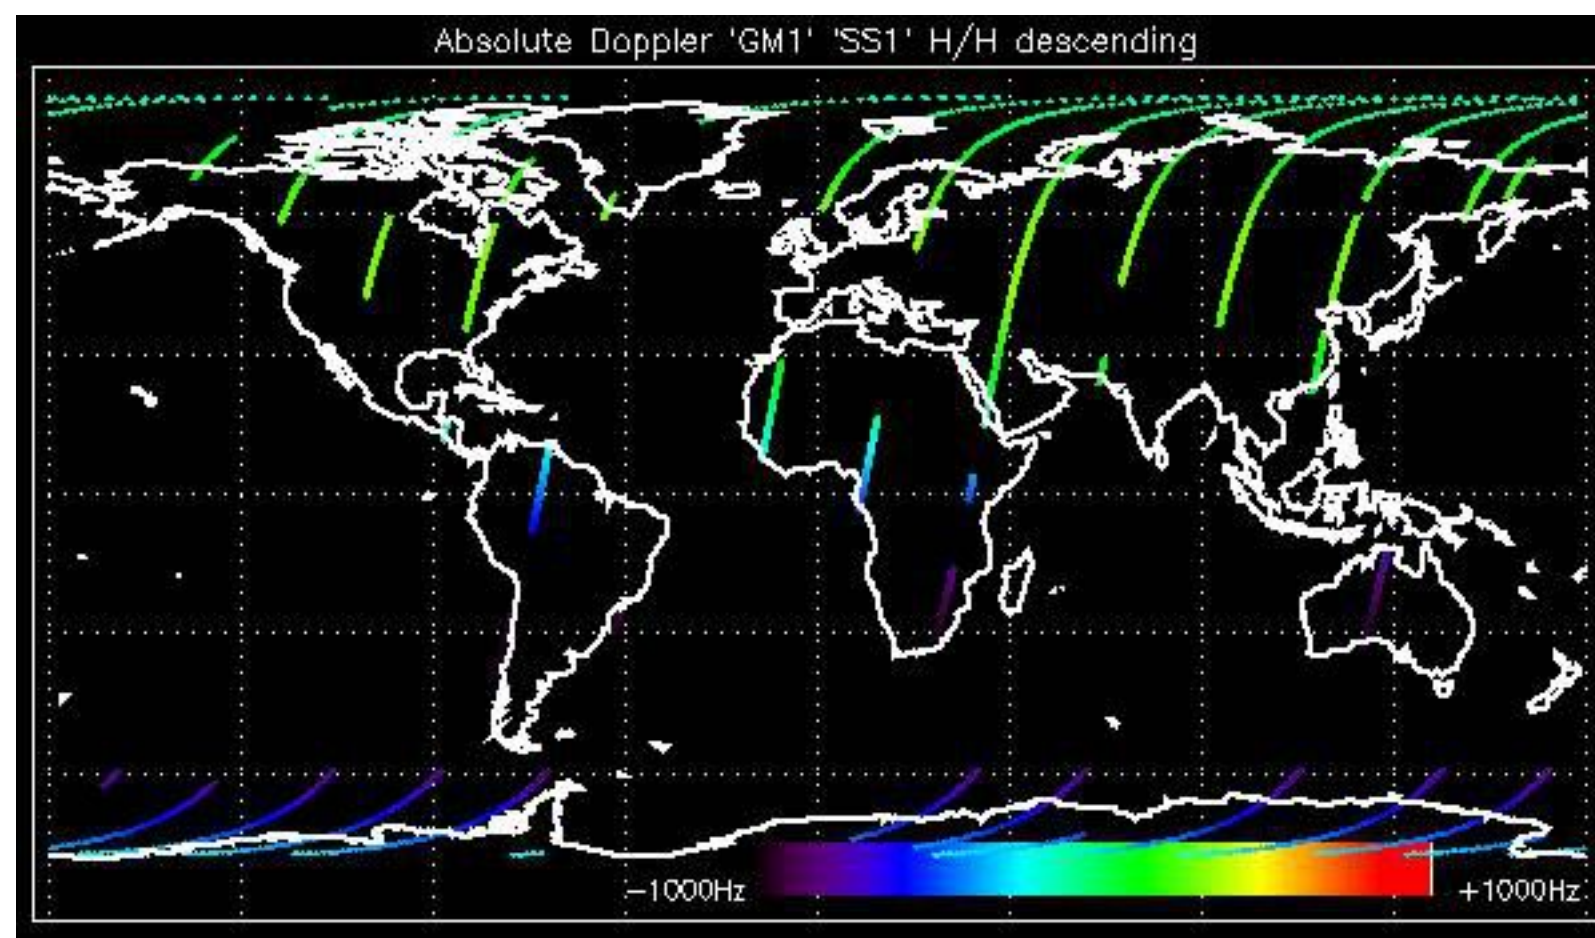 Absolute Doppler 'GM1' 'SS1' H/H descending
-1000Hz
+1000Hz